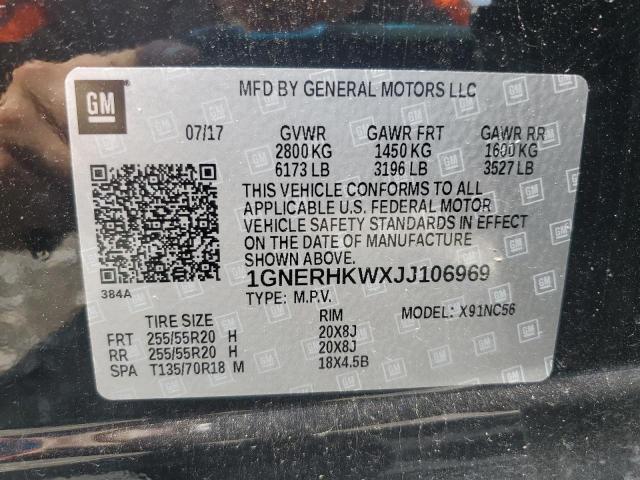 GM
MFD BY GENERAL MOTORS LLC
07/17 GVWR GAWR FRT GAWR RR
2800 KG 1450 KG 1600 KG
6173 LB 3196 LB 3527 LB
THIS VEHICLE CONFORMS TO ALL
APPLICABLE U.S. FEDERAL MOTOR
VEHICLE SAFETY STANDARDS IN EFFECT
ON THE DATE OF MANUFACTURE
SHOWN ABOVE.
384A
1GNERHKWXJJ106969
TYPE: M.P.V. MODEL: X91NC56
TIRE SIZE RIM
FRT 255/55R20 H 20X8J
RR 255/55R20 H 20X8J
SPA T135/70R18 M 18X4.5B